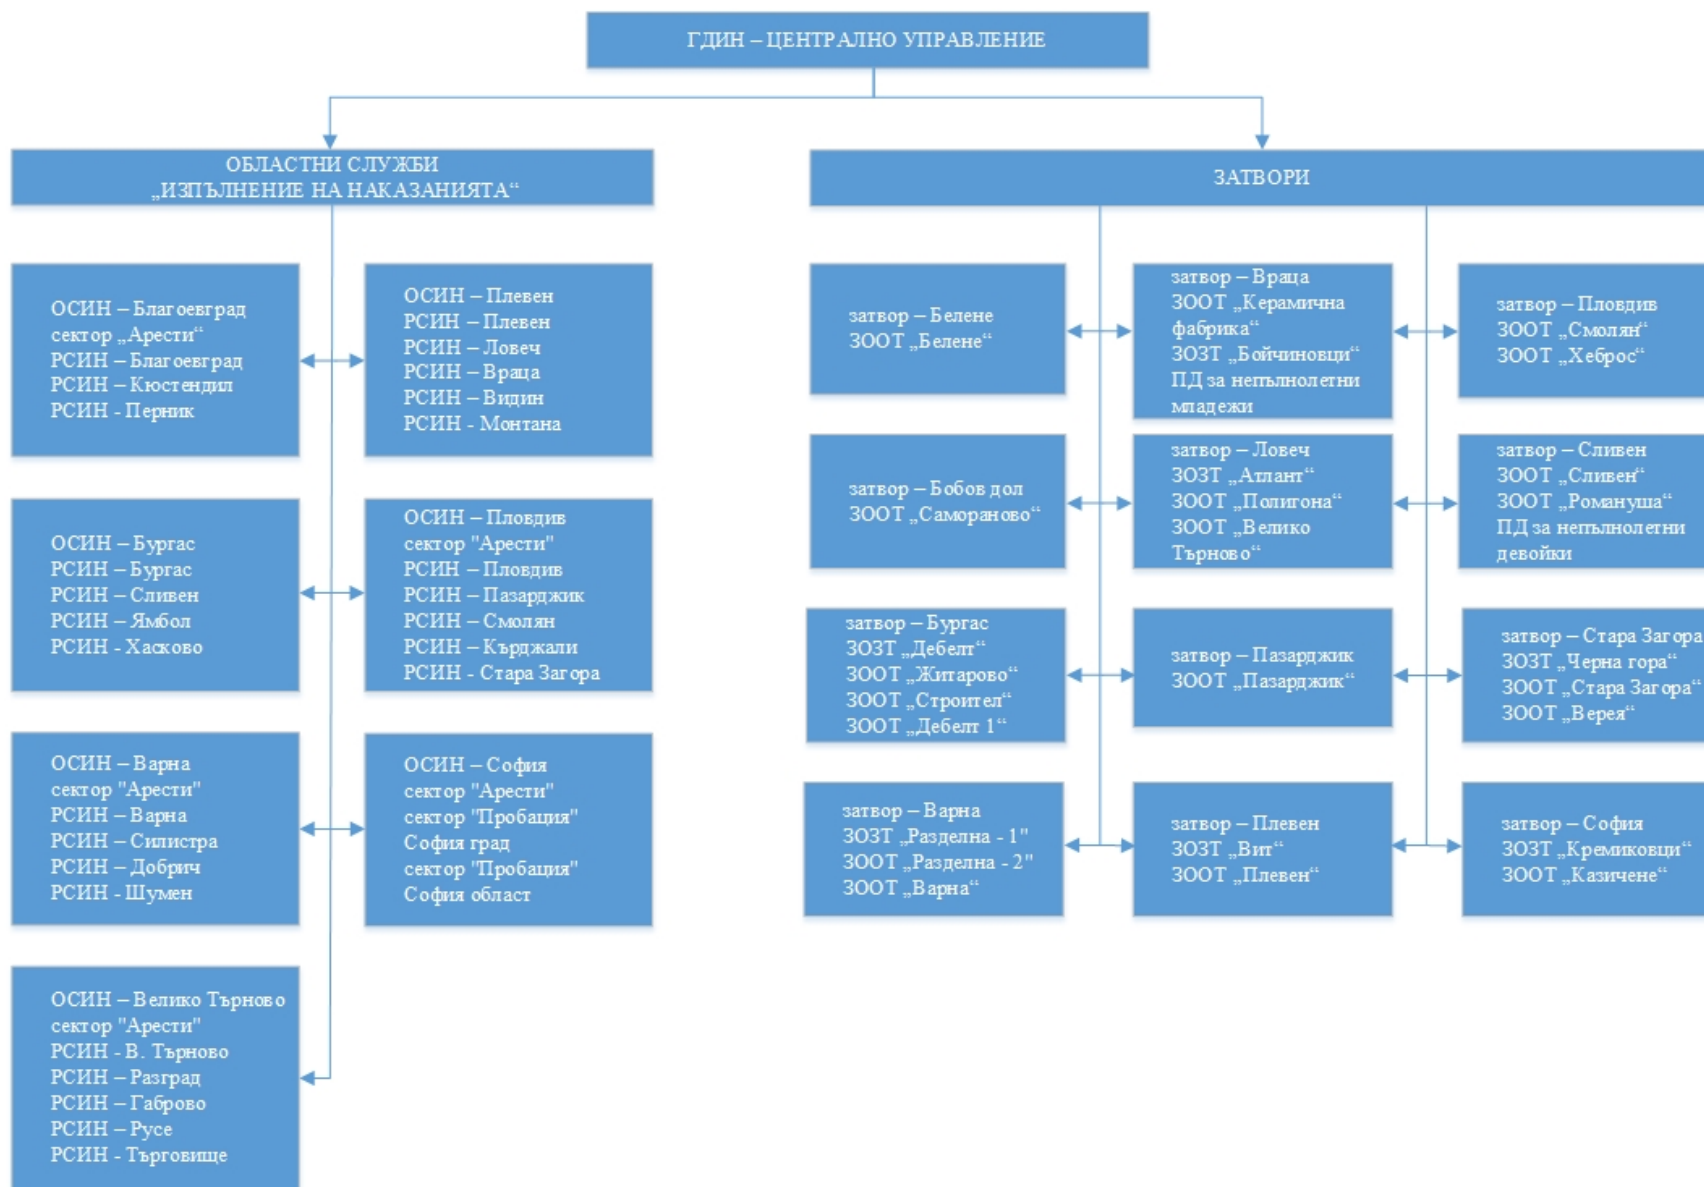 ГДИН – ЦЕНТРАЛНО УПРАВЛЕНИЕ
ОБЛАСТНИ СЛУЖБИ
„ИЗПЪЛНЕНИЕ НА НАКАЗАНИЯТА“
ОСИН – Благоевград
сектор „Арести“
РСИН – Благоевград
РСИН – Кюстендил
РСИН - Перник
ОСИН – Плевен
РСИН – Плевен
РСИН – Ловеч
РСИН – Враца
РСИН – Видин
РСИН - Монтана
ОСИН – Бургас
РСИН – Бургас
РСИН – Сливен
РСИН – Ямбол
РСИН - Хасково
ОСИН – Пловдив
сектор "Арести"
РСИН – Пловдив
РСИН – Пазарджик
РСИН – Смолян
РСИН – Кърджали
РСИН - Стара Загора
ОСИН – Варна
сектор "Арести"
РСИН – Варна
РСИН – Силистра
РСИН – Добрич
РСИН - Шумен
ОСИН – София
сектор "Арести"
сектор "Пробация"
София град
сектор "Пробация"
София област
ОСИН – Велико Търново
сектор "Арести"
РСИН - В. Търново
РСИН – Разград
РСИН – Габрово
РСИН – Русе
РСИН - Търговище
ЗАТВОРИ
затвор – Белене
ЗООТ „Белене“
затвор – Враца
ЗООТ „Керамична
фабрика“
ЗОЗТ „Бойчиновци“
ПД за непълнолетни
младежи
затвор – Пловдив
ЗООТ „Смолян“
ЗООТ „Хеброс“
затвор – Бобов дол
ЗООТ „Самораново“
затвор – Ловеч
ЗОЗТ „Атлант“
ЗООТ „Полигона“
ЗООТ „Велико
Търново“
затвор – Сливен
ЗООТ „Сливен“
ЗООТ „Романуша“
ПД за непълнолетни
девойки
затвор – Бургас
ЗОЗТ „Дебелт“
ЗООТ „Житарово“
ЗООТ „Строител“
ЗООТ „Дебелт 1“
затвор – Пазарджик
ЗООТ „Пазарджик“
затвор – Стара Загора
ЗОЗТ „Черна гора“
ЗООТ „Стара Загора“
ЗООТ „Верея“
затвор – Варна
ЗОЗТ „Разделна - 1"
ЗООТ „Разделна - 2"
ЗООТ „Варна“
затвор – Плевен
ЗОЗТ „Вит“
ЗООТ „Плевен“
затвор – София
ЗОЗТ „Кремиковци“
ЗООТ „Казичене“